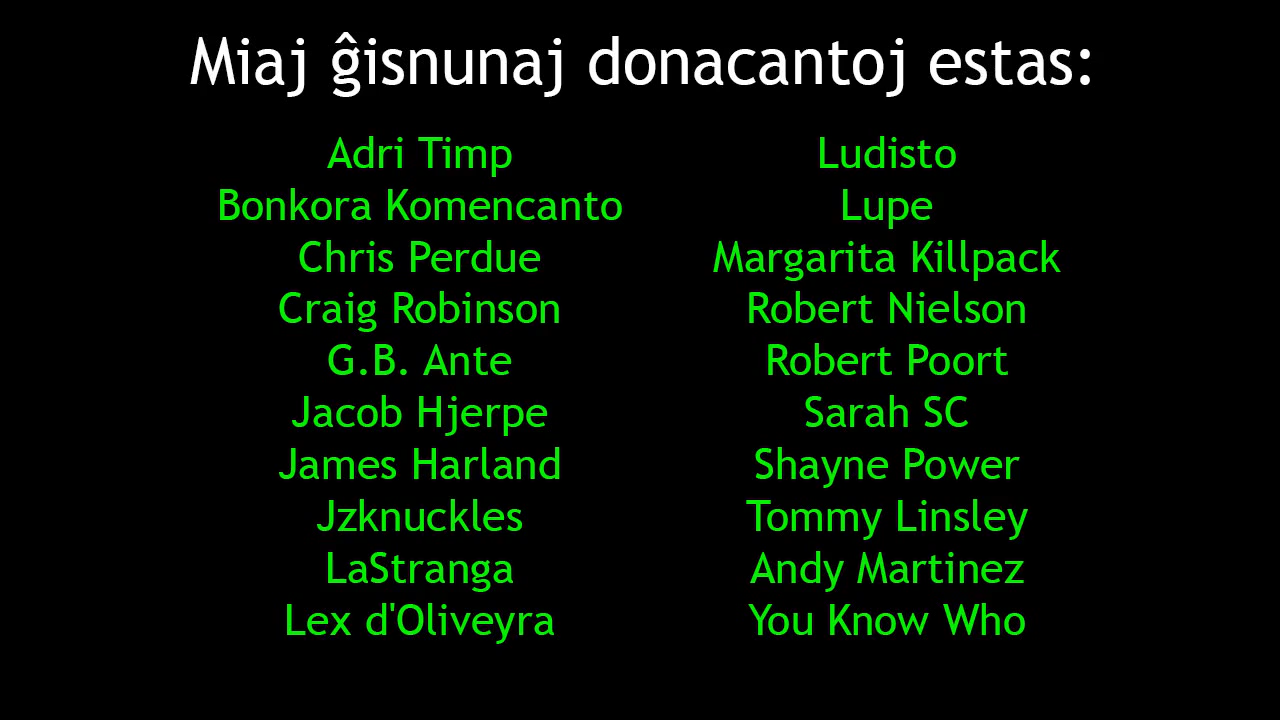 Miaj ĝisnunaj donacantoj estas:
Adri Timp
Bonkora Komencanto
Chris Perdue
Craig Robinson
G.B. Ante
Jacob Hjerpe
James Harland
Jzknuckles
LaStranga
Lex d'Oliveyra
Ludisto
Lupe
Margarita Killpack
Robert Nielson
Robert Poort
Sarah SC
Shayne Power
Tommy Linsley
Andy Martinez
You Know Who